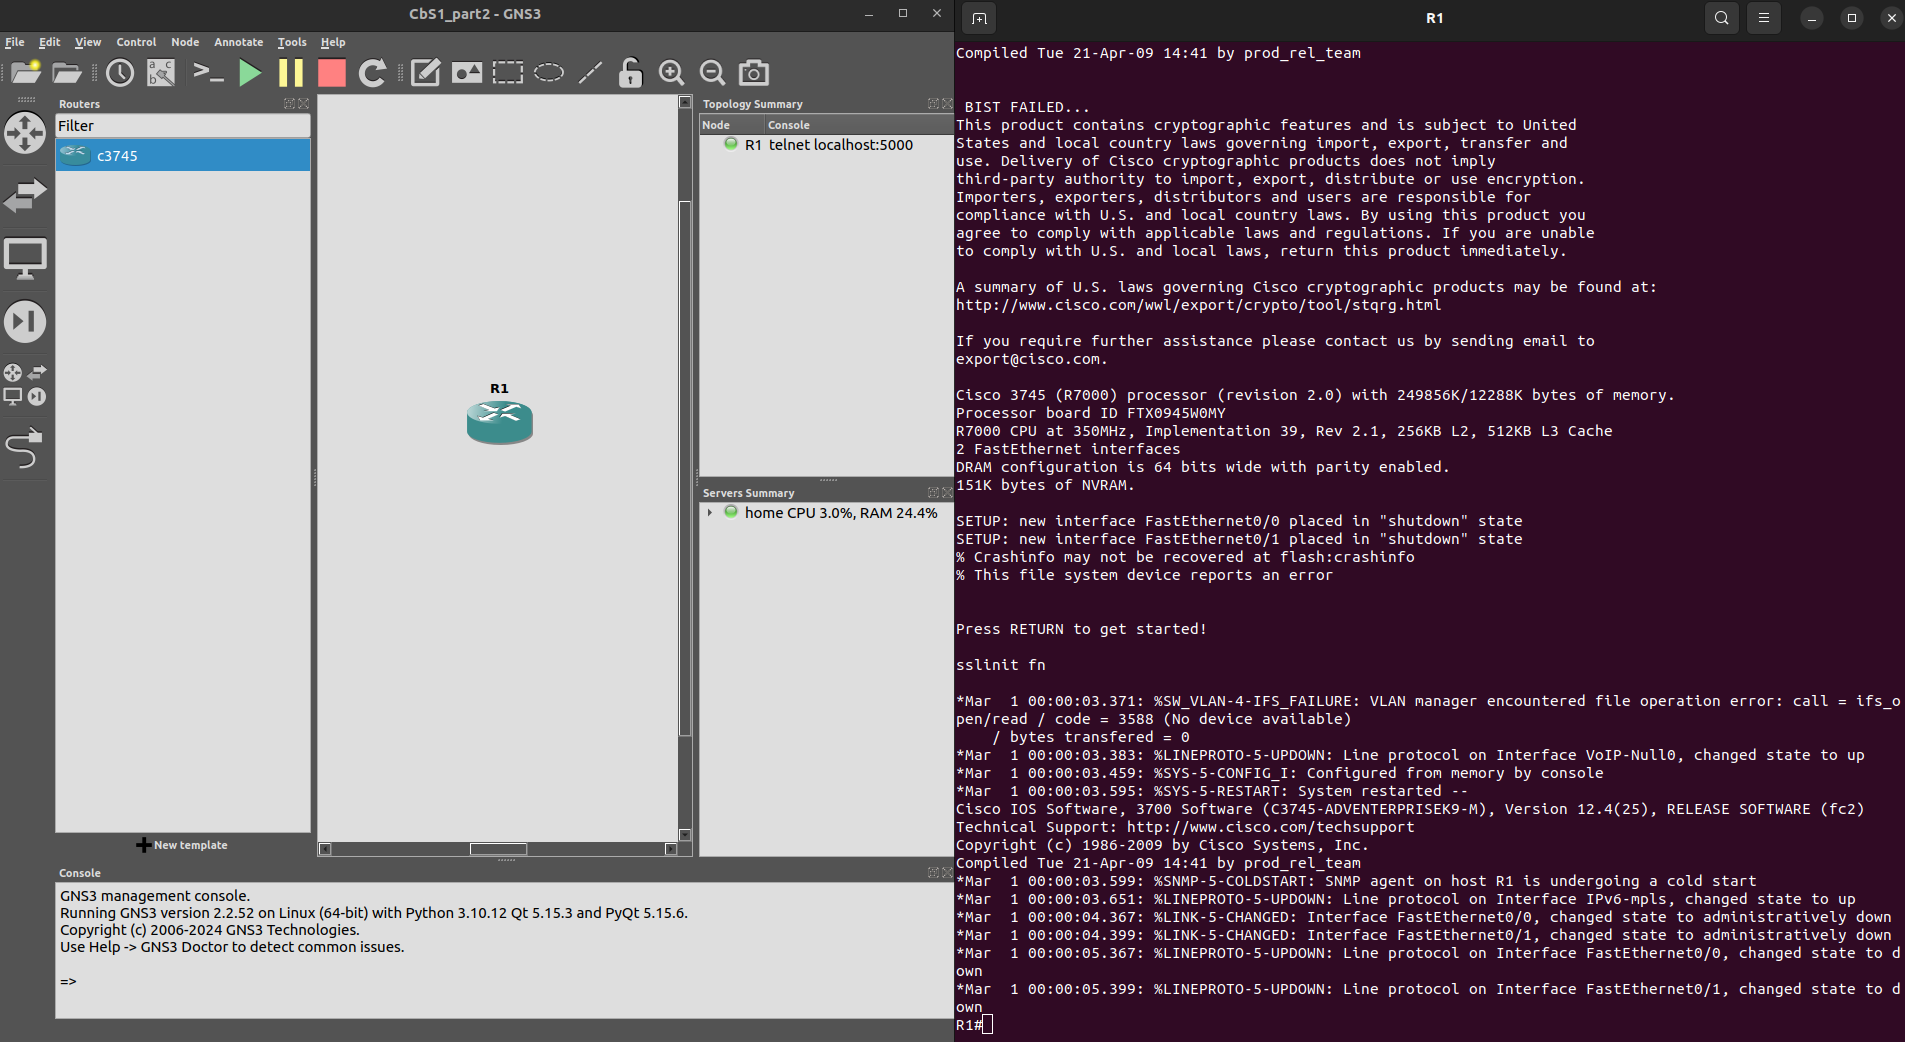 CbS1_part2 - GNS3
File Edit View Control Node Annotate Tools Help
Routers
Filter
c3745
New template
R1
Topology Summary
Node Console
R1 telnet localhost:5000
Servers Summary
home CPU 3.0%, RAM 24.4%
Console
GNS3 management console.
Running GNS3 version 2.2.52 on Linux (64-bit) with Python 3.10.12 Qt 5.15.3 and PyQt 5.15.6.
Copyright (c) 2006-2024 GNS3 Technologies.
Use Help -> GNS3 Doctor to detect common issues.
=>
R1
Compiled Tue 21-Apr-09 14:41 by prod_rel_team
BIST FAILED...
This product contains cryptographic features and is subject to United
States and local country laws governing import, export, transfer and
use. Delivery of Cisco cryptographic products does not imply
third-party authority to import, export, distribute or use encryption.
Importers, exporters, distributors and users are responsible for
compliance with U.S. and local country laws. By using this product you
agree to comply with applicable laws and regulations. If you are unable
to comply with U.S. and local laws, return this product immediately.
A summary of U.S. laws governing Cisco cryptographic products may be found at:
http://www.cisco.com/wwl/export/crypto/tool/stqrg.html
If you require further assistance please contact us by sending email to
export@cisco.com.
Cisco 3745 (R7000) processor (revision 2.0) with 249856K/12288K bytes of memory.
Processor board ID FTX0945W0MY
R7000 CPU at 350MHz, Implementation 39, Rev 2.1, 256KB L2, 512KB L3 Cache
2 FastEthernet interfaces
DRAM configuration is 64 bits wide with parity enabled.
151K bytes of NVRAM.
SETUP: new interface FastEthernet0/0 placed in "shutdown" state
SETUP: new interface FastEthernet0/1 placed in "shutdown" state
% Crashinfo may not be recovered at flash:crashinfo
% This file system device reports an error
Press RETURN to get started!
sslinit fn
*Mar  1 00:00:03.371: %SW_VLAN-4-IFS_FAILURE: VLAN manager encountered file operation error: call = ifs_o
pen/read / code = 3588 (No device available)
/ bytes transfered = 0
*Mar  1 00:00:03.383: %LINEPROTO-5-UPDOWN: Line protocol on Interface VoIP-Null0, changed state to up
*Mar  1 00:00:03.459: %SYS-5-CONFIG_I: Configured from memory by console
*Mar  1 00:00:03.595: %SYS-5-RESTART: System restarted --
Cisco IOS Software, 3700 Software (C3745-ADVENTERPRISEK9-M), Version 12.4(25), RELEASE SOFTWARE (fc2)
Technical Support: http://www.cisco.com/techsupport
Copyright (c) 1986-2009 by Cisco Systems, Inc.
Compiled Tue 21-Apr-09 14:41 by prod_rel_team
*Mar  1 00:00:03.599: %SNMP-5-COLDSTART: SNMP agent on host R1 is undergoing a cold start
*Mar  1 00:00:03.651: %LINEPROTO-5-UPDOWN: Line protocol on Interface IPv6-mpls, changed state to up
*Mar  1 00:00:04.367: %LINK-5-CHANGED: Interface FastEthernet0/0, changed state to administratively down
*Mar  1 00:00:04.399: %LINK-5-CHANGED: Interface FastEthernet0/1, changed state to administratively down
*Mar  1 00:00:05.367: %LINEPROTO-5-UPDOWN: Line protocol on Interface FastEthernet0/0, changed state to d
own
*Mar  1 00:00:05.399: %LINEPROTO-5-UPDOWN: Line protocol on Interface FastEthernet0/1, changed state to d
own
R1#